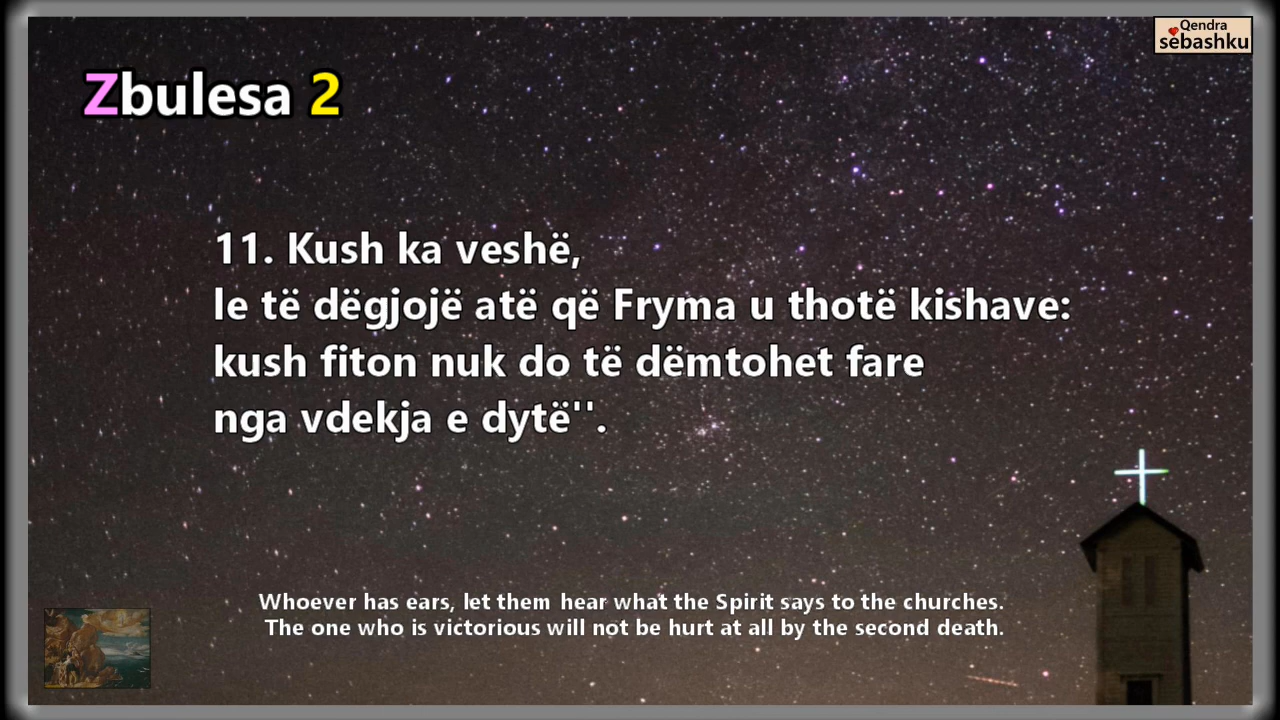 Qendra
sëbashku
Zbulesa 2
11. Kush ka veshë,
le të dëgjojë atë që Fryma u thotë kishave:
kush fiton nuk do të dëmtohet fare
nga vdekja e dytë''.
Whoever has ears, let them hear what the Spirit says to the churches.
The one who is victorious will not be hurt at all by the second death.